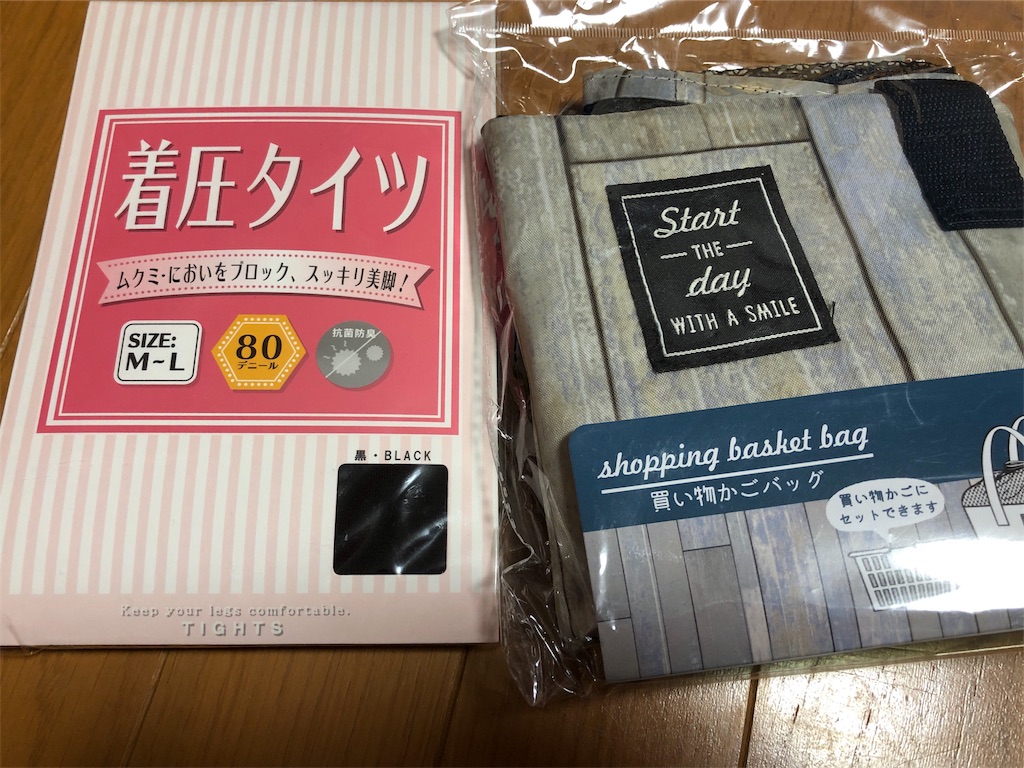 着圧タイツ
ムクミ・においをブロック、スッキリ美脚!
SIZE:
M~L
80
デニール
抗菌防臭
黒・BLACK
Keep your legs comfortable.
TIGHTS
Start
THE
day
WITH A SMILE
shopping basket bag
買い物かごバッグ
買い物かごに
セットできます